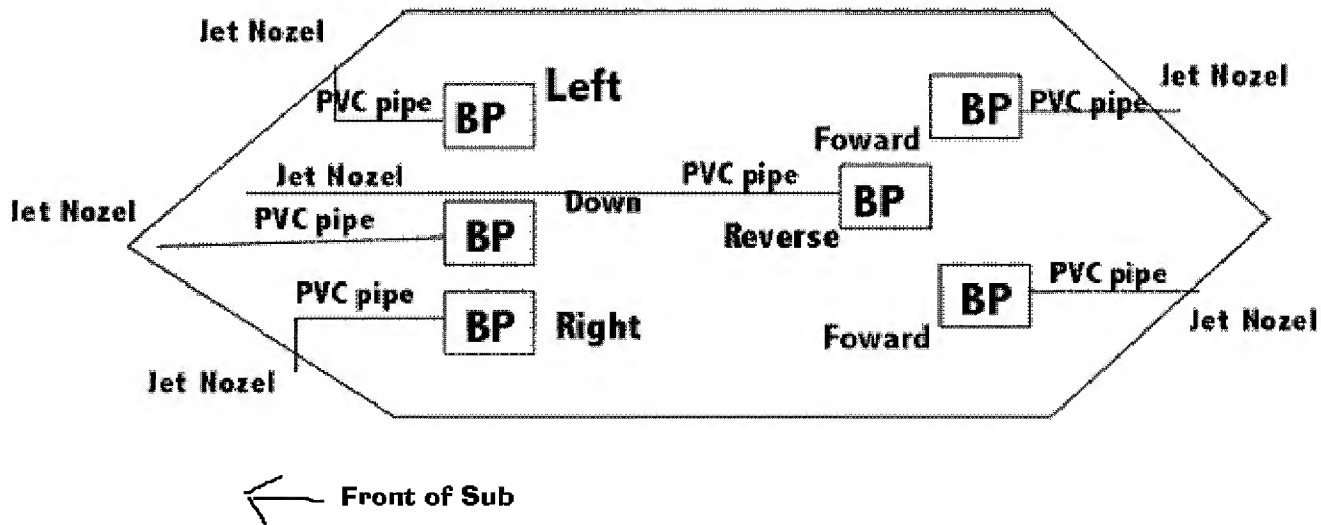 Jet Nozel
Left
PVC pipe
BP
BP
PVC pipe
Jet Nozel
Foward
Jet Nozel
PVC pipe
BP
Down
Jet Nozel
PVC pipe
BP
Reverse
PVC pipe
BP
Right
BP
PVC pipe
Foward
Jet Nozel
Jet Nozel
Front of Sub